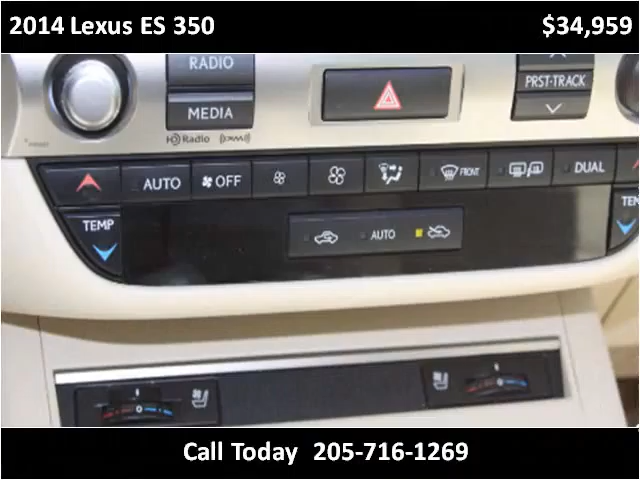 2014 Lexus ES 350 $34,959
RADIO
MEDIA
HD Radio (XM)
PRST·TRACK
AUTO OFF FRONT DUAL
TEMP
AUTO
Call Today 205-716-1269